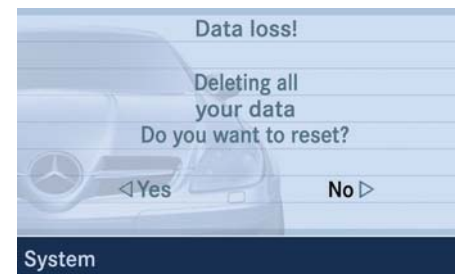 Data loss!
Deleting all
your data
Do you want to reset?
◁Yes No▷
System